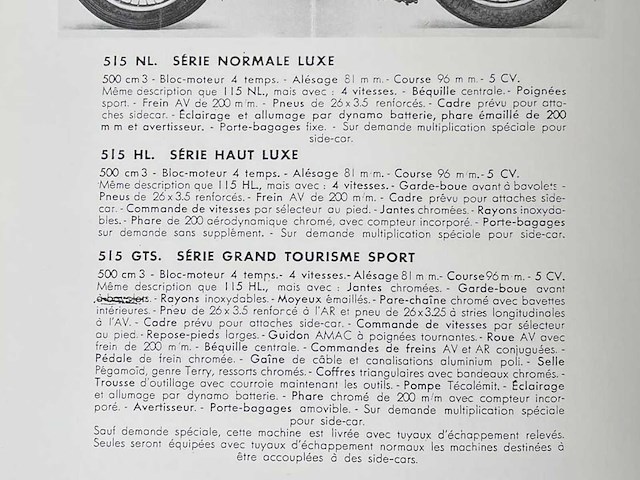 515 NL. SÉRIE NORMALE LUXE
500 cm3 - Bloc-moteur 4 temps. - Alésage 81 m m. - Course 96 m m. - 5 CV.
Même description que 115 NL., mais avec : 4 vitesses. - Béquille centrale. - Poignées
sport. - Frein AV de 200 m/m. - Pneus de 26 x 3.5 renforcés. - Cadre prévu pour atta-
ches sidecar. - Éclairage et allumage par dynamo batterie, phare émaillé de 200
m m et avertisseur. - Porte-bagages fixe. - Sur demande multiplication spéciale pour
side-car.
515 HL. SÉRIE HAUT LUXE
500 cm3 - Bloc-moteur 4 temps. - Alésage 81 m m. - Course 96 m m. - 5 CV.
Même description que 115 HL., mais avec : 4 vitesses. - Garde-boue avant à bavolets -
Pneus de 26 x 3.5 renforcés. - Frein AV de 200 m/m. - Cadre prévu pour attaches side-
car. - Commande de vitesses par sélecteur au pied. - Jantes chromées. - Rayons inoxyda-
bles. - Phare de 200 aérodynamique chromé, avec compteur incorporé. - Porte-bagages
sur demande sans supplément. - Sur demande multiplication spéciale pour side-car.
515 GTS. SÉRIE GRAND TOURISME SPORT
500 cm3 - Bloc-moteur 4 temps. - 4 vitesses. - Alésage 81 m m. - Course 96 m m. - 5 CV.
Même description que 115 HL., mais avec : Jantes chromées. - Garde-boue avant
à bavolets. - Rayons inoxydables. - Moyeux émaillés. - Pare-chaîne chromé avec bavettes
intérieures. - Pneu de 26 x 3.5 renforcé à l'AR et pneu de 26 x 3.25 à stries longitudinales
à l'AV. - Cadre prévu pour attaches side-car. - Commande de vitesses par sélecteur
au pied. - Repose-pieds larges. - Guidon AMAC à poignées tournantes. - Roue AV avec
frein de 200 m/m. - Béquille centrale. - Commandes de freins AV et AR conjuguées. -
Pédale de frein chromée. - Gaîne de câble et canalisations aluminium poli. - Selle
Pègamoïd, genre Terry, ressorts chromés. - Coffres triangulaires avec bandeaux chromés. -
Trousse d'outillage avec courroie maintenant les outils. - Pompe Técalémit. - Éclairage
et allumage par dynamo batterie. - Phare chromé de 200 m/m avec compteur incor-
poré. - Avertisseur. - Porte-bagages amovible. - Sur demande multiplication spéciale
pour side-car.
Sauf demande spéciale, cette machine est livrée avec tuyaux d'échappement relevés.
Seules seront équipées avec tuyaux d'échappement normaux les machines destinées à
être accouplées à des side-cars.